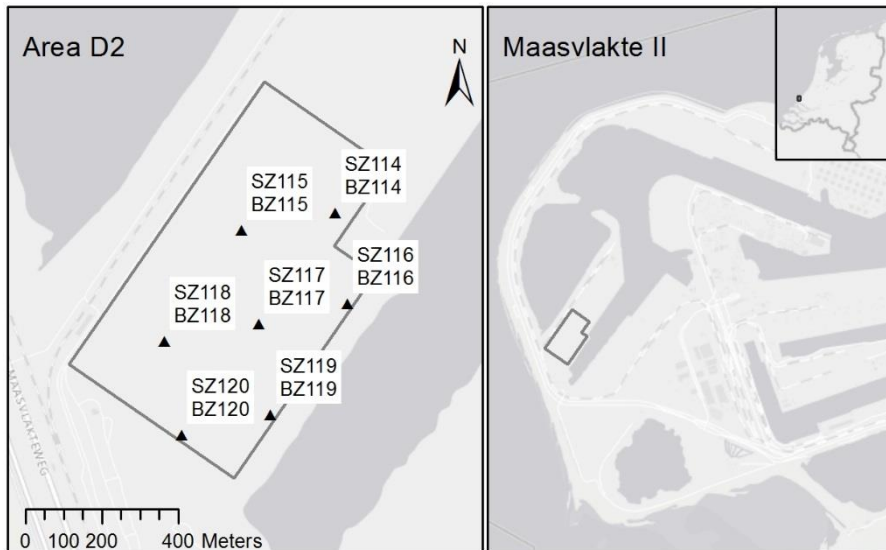 Area D2
N
SZ115
BZ115
SZ114
BZ114
SZ117
BZ117
SZ116
BZ116
SZ118
BZ118
SZ119
BZ119
SZ120
BZ120
MAASVLAKTEWEG
0 100 200 400 Meters
Maasvlakte II